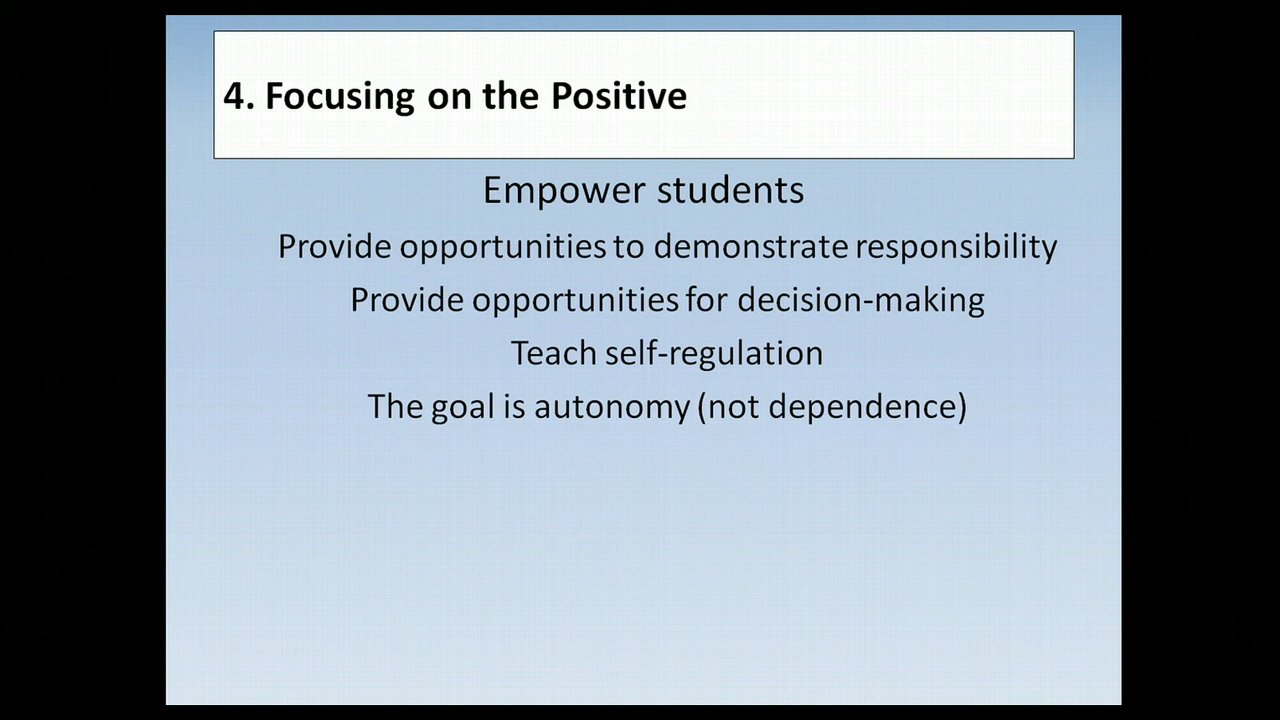 4. Focusing on the Positive
Empower students
Provide opportunities to demonstrate responsibility
Provide opportunities for decision-making
Teach self-regulation
The goal is autonomy (not dependence)